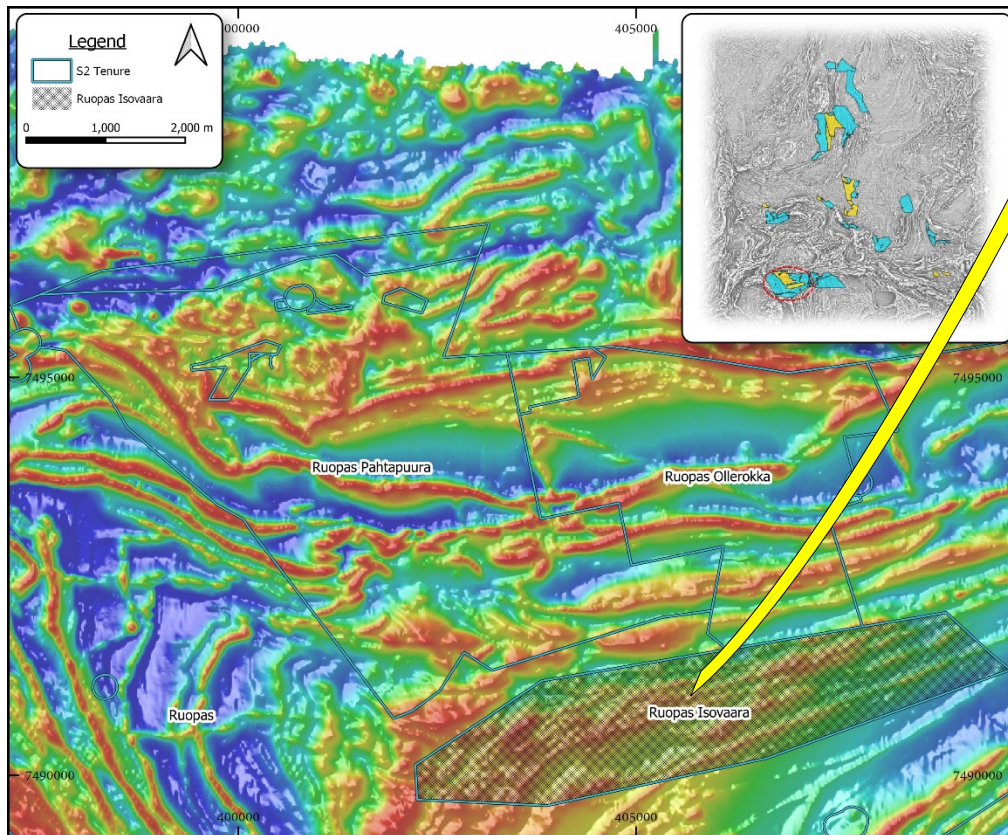 00000
405000
Legend
S2 Tenure
Ruopas Isovaara
0 1,000 2,000 m
7495000
7495000
Ruopas Pahtapuura
Ruopas Ollerokka
Ruopas
Ruopas Isovaara
7490000
7490000
400000
405000